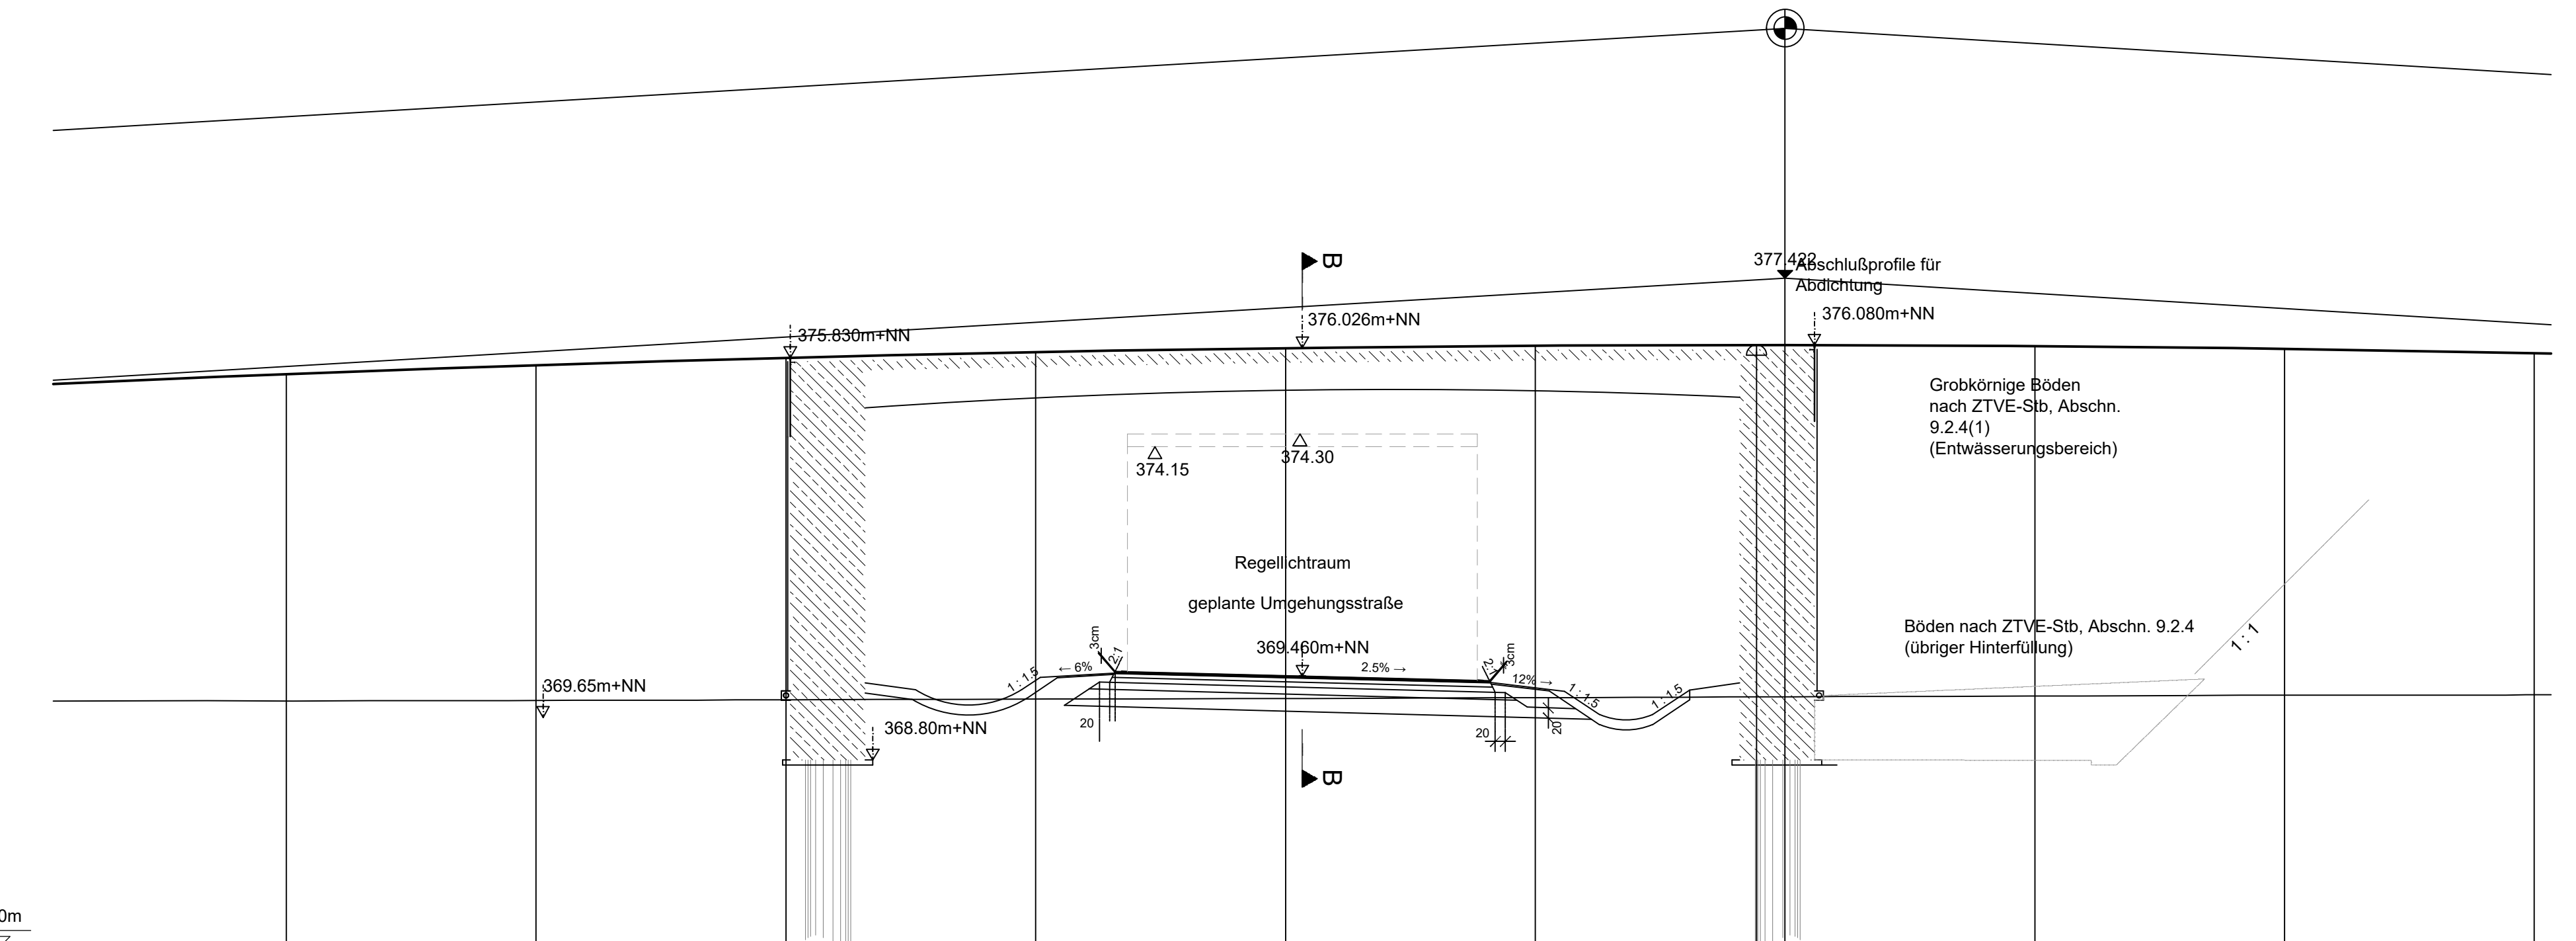 B
377.422
Abschlußprofile für
Abdichtung
376.080m+NN
376.026m+NN
375.830m+NN
Grobkörnige Böden
nach ZTVE-Stb, Abschn.
9.2.4(1)
(Entwässerungsbereich)
374.15
374.30
Regellichtraum
geplante Umgehungsstraße
369.460m+NN
Böden nach ZTVE-Stb, Abschn. 9.2.4
(übriger Hinterfüllung)
1 : 1
3cm
2:1
← 6%
1 : 1.5
2.5% →
2:1
3cm
12% →
1 : 1.5
1 : 1.5
369.65m+NN
368.80m+NN
20
20
20
B
0m